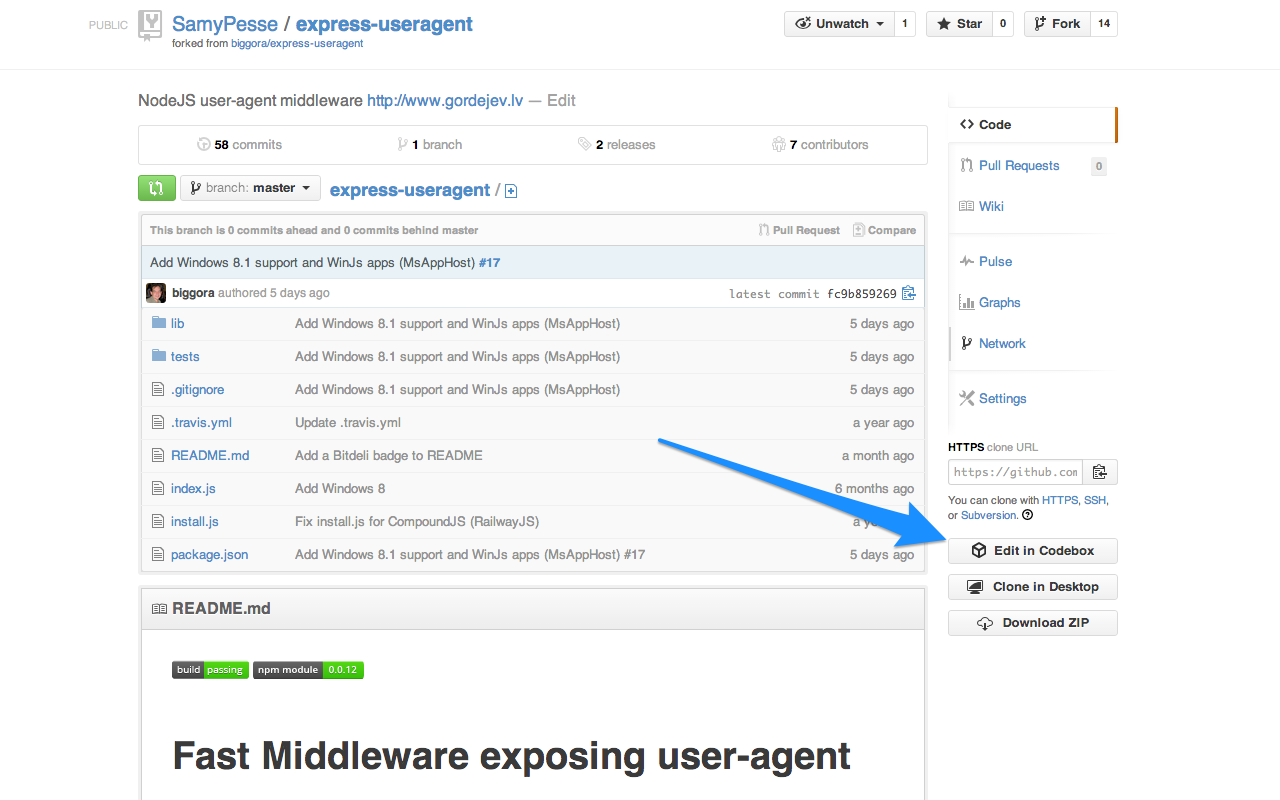 PUBLIC SamyPesse / express-useragent Unwatch 1 Star 0 Fork 14
forked from biggora/express-useragent
NodeJS user-agent middleware http://www.gordejev.lv — Edit
58 commits 1 branch 2 releases 7 contributors
branch: master express-useragent /
This branch is 0 commits ahead and 0 commits behind master Pull Request Compare
Add Windows 8.1 support and WinJs apps (MsAppHost) #17
biggora authored 5 days ago latest commit fc9b859269
lib Add Windows 8.1 support and WinJs apps (MsAppHost) 5 days ago
tests Add Windows 8.1 support and WinJs apps (MsAppHost) 5 days ago
.gitignore Add Windows 8.1 support and WinJs apps (MsAppHost) 5 days ago
.travis.yml Update .travis.yml a year ago
README.md Add a Bitdeli badge to README a month ago
index.js Add Windows 8 6 months ago
install.js Fix install.js for CompoundJS (RailwayJS) a
package.json Add Windows 8.1 support and WinJs apps (MsAppHost) #17 5 days ago
README.md
build passing npm module 0.0.12
Fast Middleware exposing user-agent
Code
Pull Requests 0
Wiki
Pulse
Graphs
Network
Settings
HTTPS clone URL
https://github.com
You can clone with HTTPS, SSH,
or Subversion.
Edit in Codebox
Clone in Desktop
Download ZIP